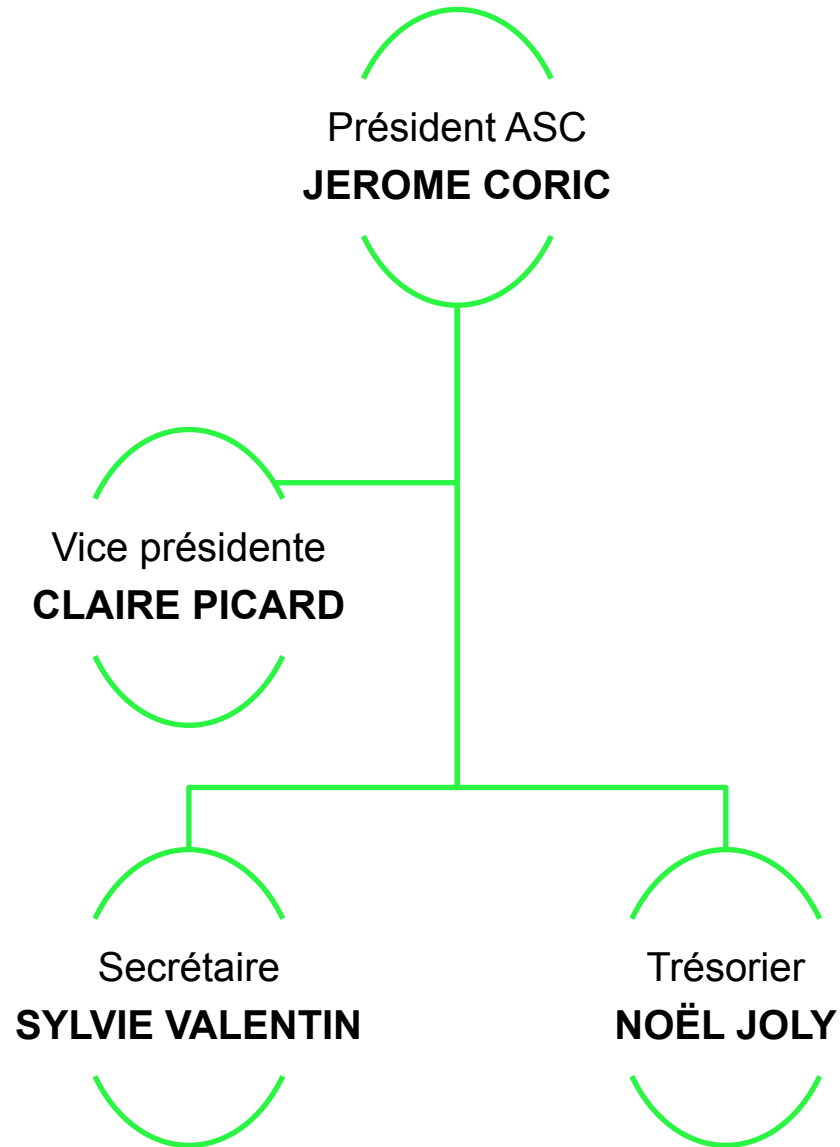 Président ASC
JEROME CORIC
Vice présidente
CLAIRE PICARD
Secrétaire
SYLVIE VALENTIN
Trésorier
NOËL JOLY